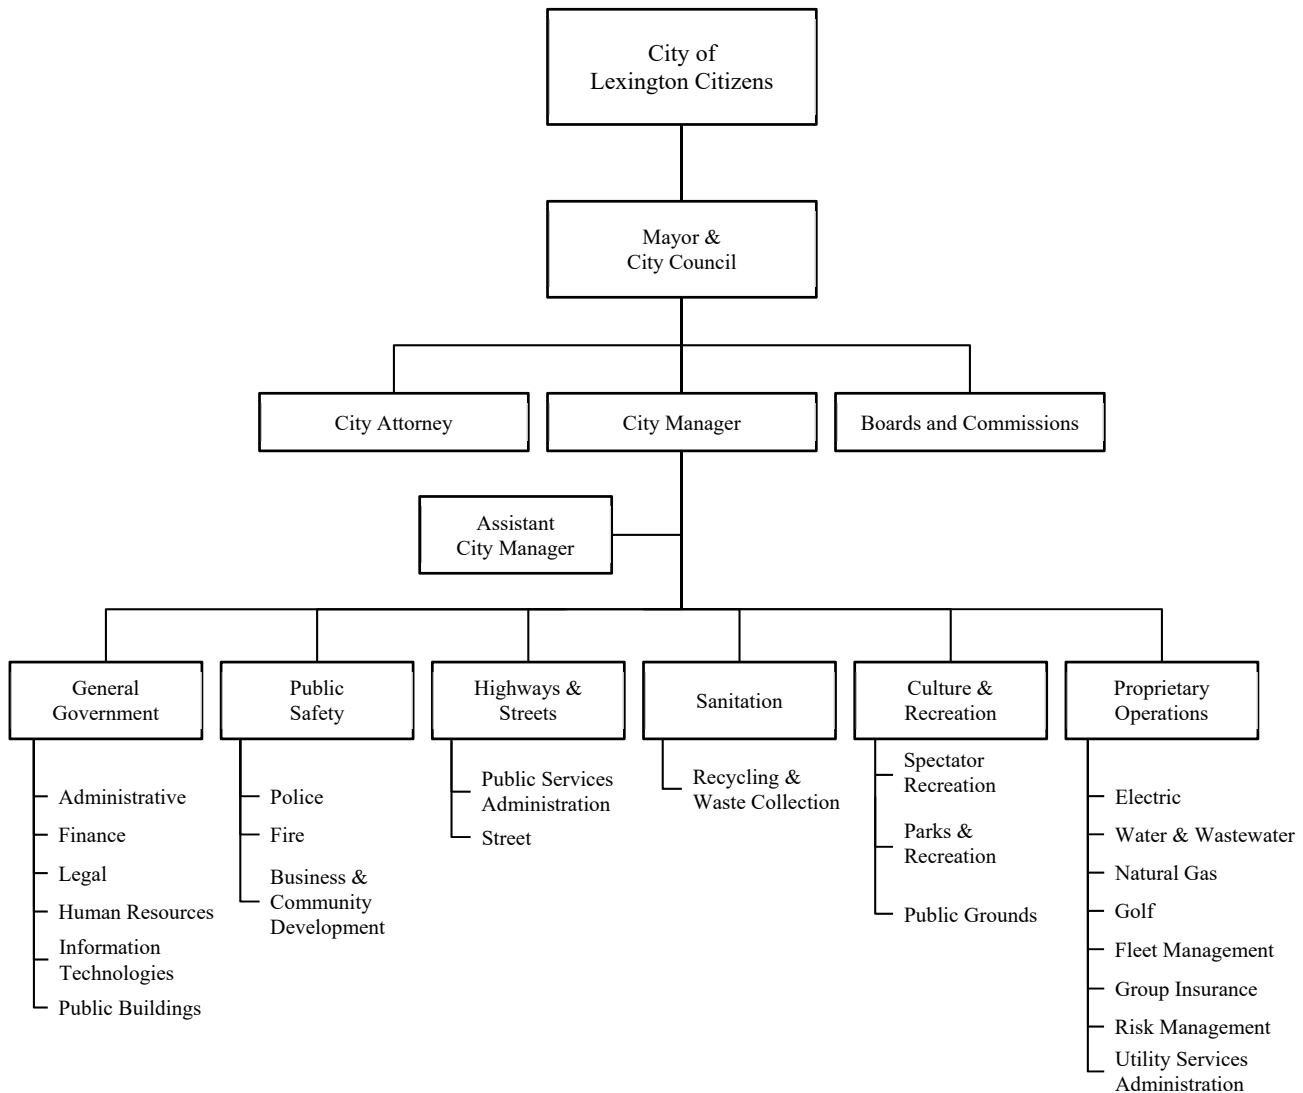 City of
Lexington Citizens
Mayor &
City Council
City Attorney
City Manager
Boards and Commissions
Assistant
City Manager
General
Government
Public
Safety
Highways &
Streets
Sanitation
Culture &
Recreation
Proprietary
Operations
Administrative
Finance
Legal
Human Resources
Information
Technologies
Public Buildings
Police
Fire
Business &
Community
Development
Public Services
Administration
Street
Recycling &
Waste Collection
Spectator
Recreation
Parks &
Recreation
Public Grounds
Electric
Water & Wastewater
Natural Gas
Golf
Fleet Management
Group Insurance
Risk Management
Utility Services
Administration